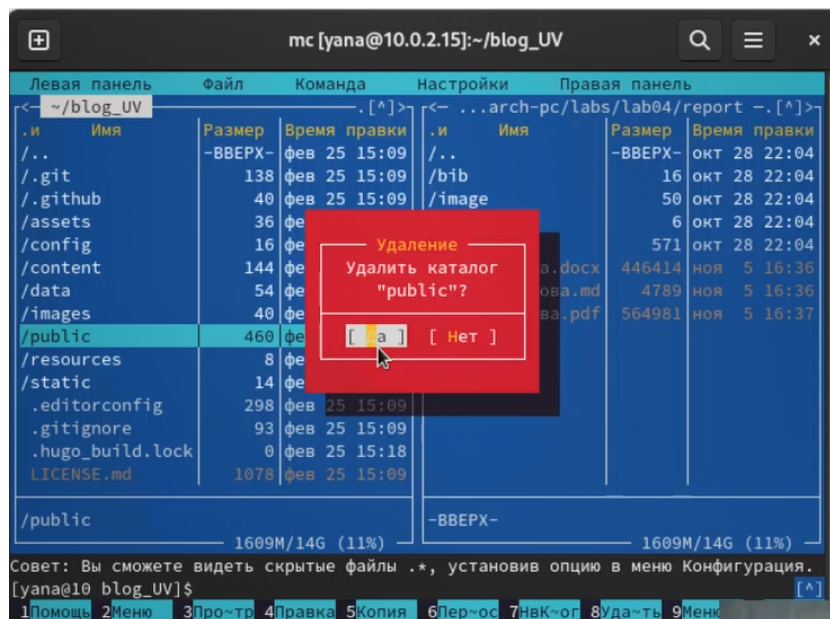 mc [yana@10.0.2.15]:~/blog_UV
Левая панель Файл Команда Настройки Правая панель
<─ ~/blog_UV .[^]> <─ ...arch-pc/labs/lab04/report ─.[^]>
.и Имя Размер Время правки .и Имя Размер Время правки
/.. -ВВЕРХ- фев 25 15:09 /.. -ВВЕРХ- окт 28 22:04
/.git 138 фев 25 15:09 /bib 16 окт 28 22:04
/.github 40 фев 25 15:09 /image 50 окт 28 22:04
/assets 36 фе 6 окт 28 22:04
/config 16 фе Удаление 571 окт 28 22:04
/content 144 фе Удалить каталог а.docx 446414 ноя 5 16:36
/data 54 фе "public"? ова.md 4789 ноя 5 16:36
/images 40 фе ва.pdf 564981 ноя 5 16:37
/public 460 фе [ Да ] [ Нет ]
/resources 8 фе
/static 14 фе
.editorconfig 298 фев 25 15:09
.gitignore 93 фев 25 15:09
.hugo_build.lock 0 фев 25 15:18
LICENSE.md 1078 фев 25 15:09
/public -ВВЕРХ-
1609M/14G (11%) 1609M/14G (11%)
Совет: Вы сможете видеть скрытые файлы .*, установив опцию в меню Конфигурация.
[yana@10 blog_UV]$ [^]
1Помощь 2Меню 3Про~тр 4Правка 5Копия 6Пер~ос 7НвК~ог 8Уда~ть 9Меню